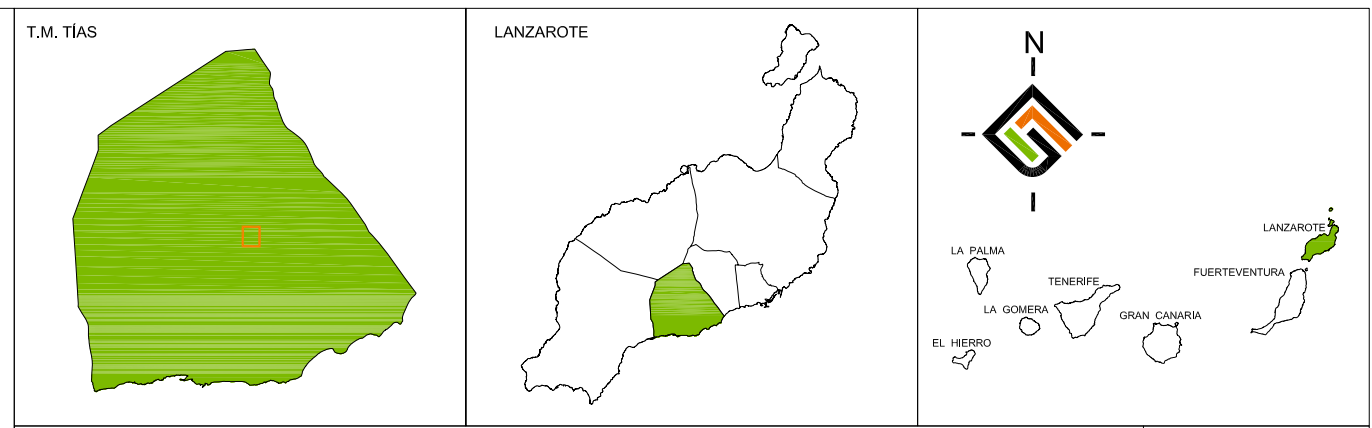 T.M. TÍAS
LANZAROTE
N
LANZAROTE
LA PALMA
FUERTEVENTURA
TENERIFE
LA GOMERA
GRAN CANARIA
EL HIERRO